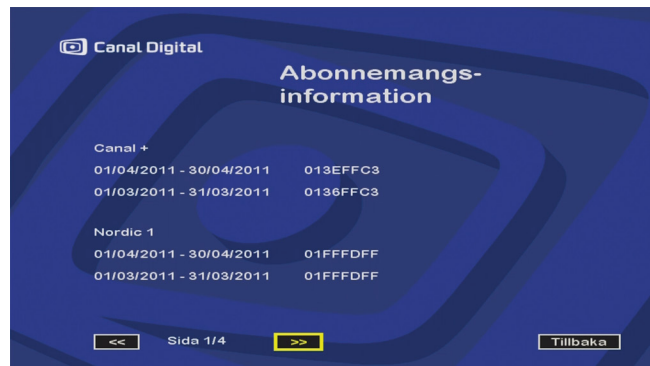 Canal Digital
Abonnemangs-
information
Canal +
01/04/2011 - 30/04/2011 013EFFC3
01/03/2011 - 31/03/2011 0136FFC3
Nordic 1
01/04/2011 - 30/04/2011 01FFFDFF
01/03/2011 - 31/03/2011 01FFFDFF
<< Sida 1/4 >> Tillbaka